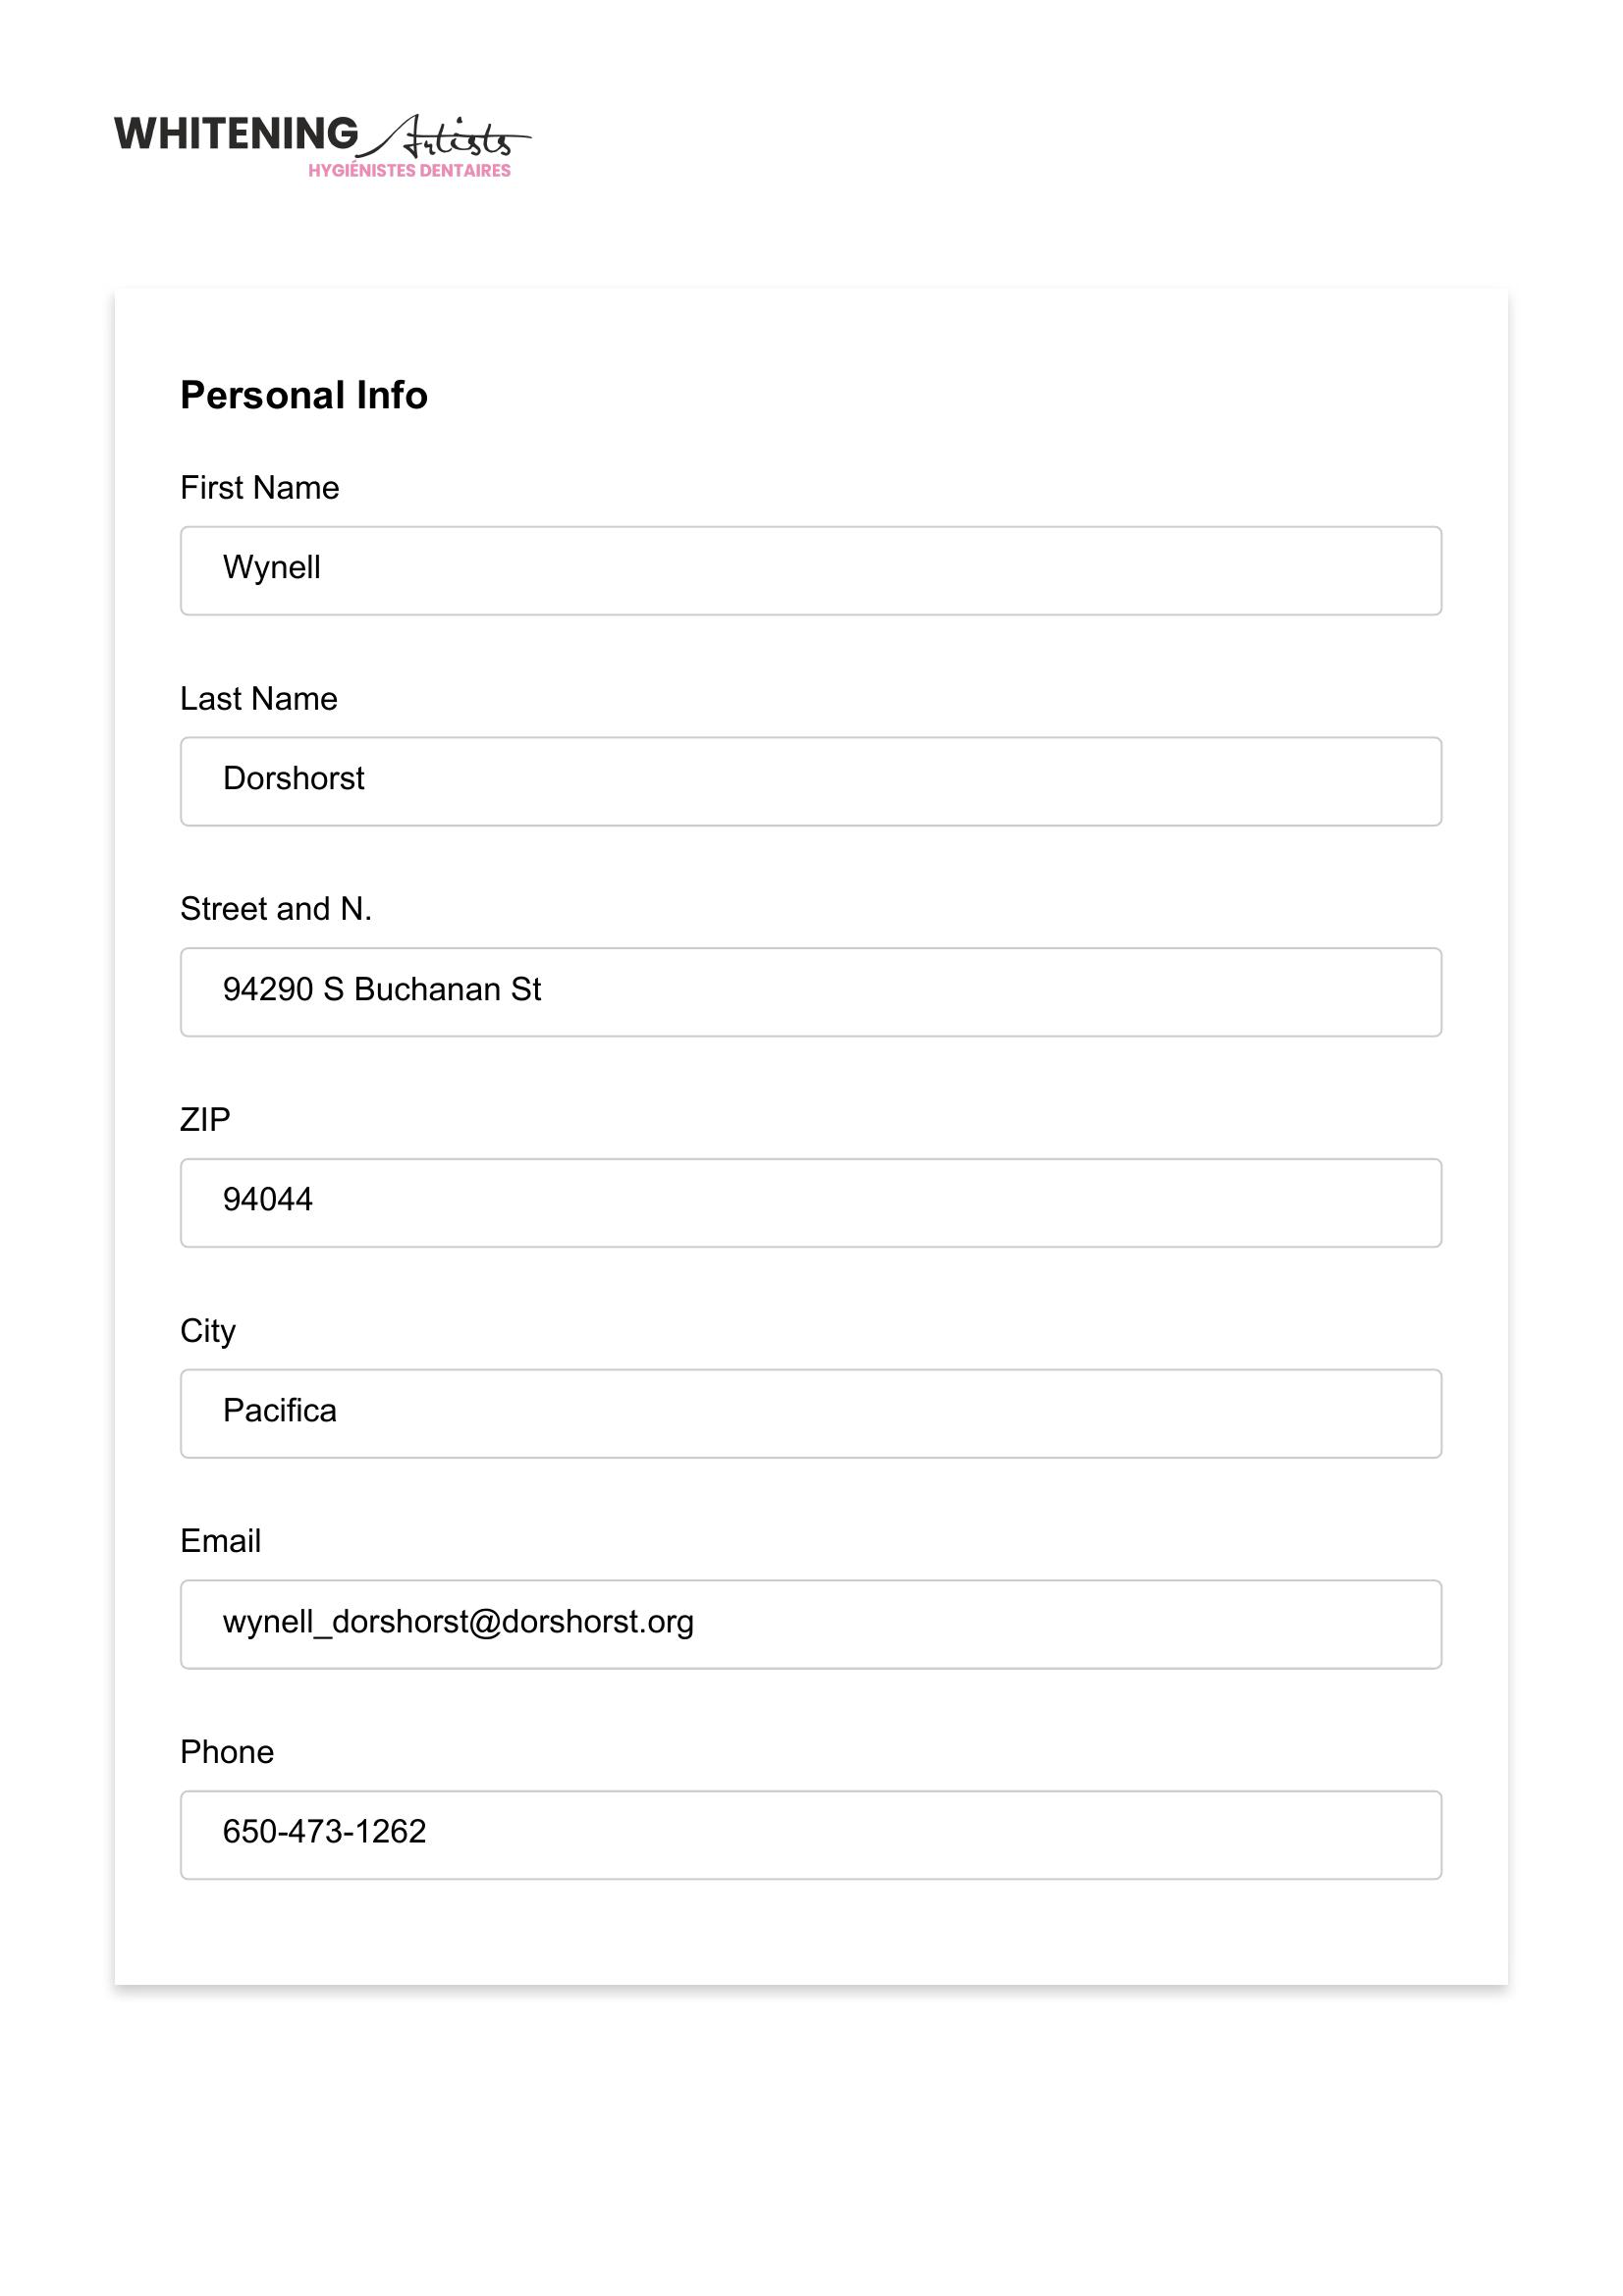 WHITENING Artists
HYGIÉNISTES DENTAIRES
Personal Info
First Name
Wynell
Last Name
Dorshorst
Street and N.
94290 S Buchanan St
ZIP
94044
City
Pacifica
Email
wynell_dorshorst@dorshorst.org
Phone
650-473-1262